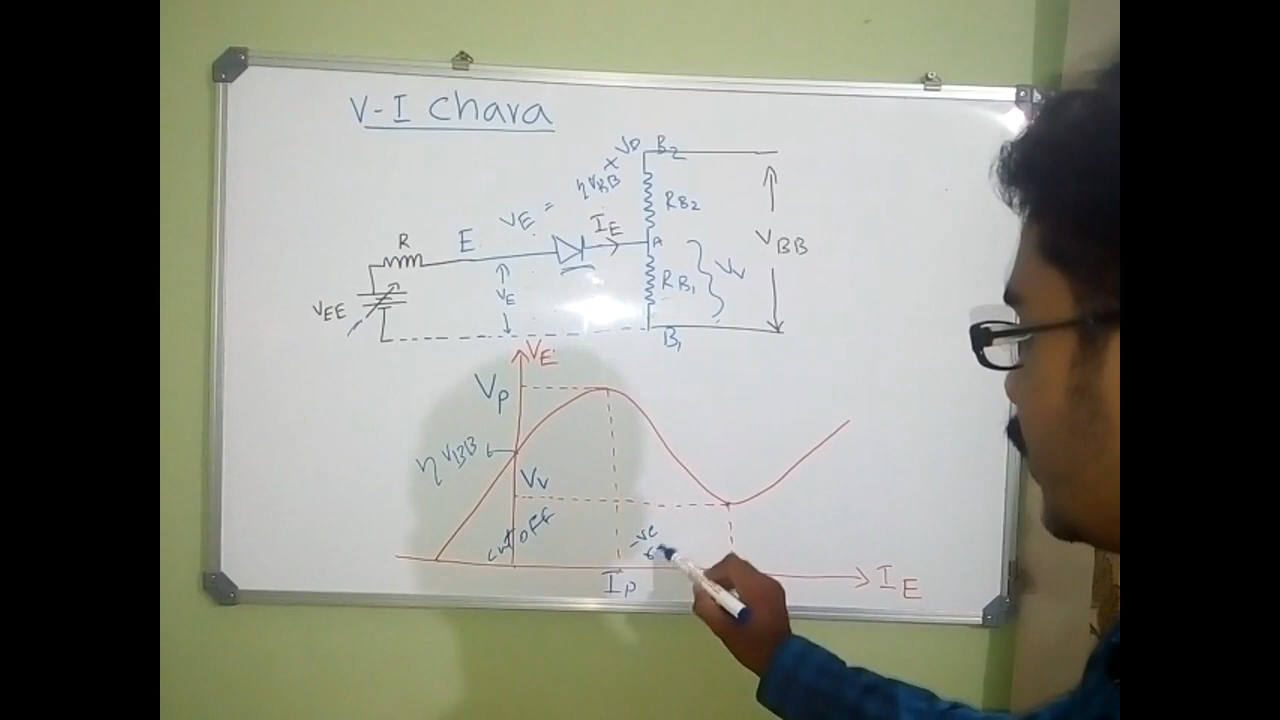 V-I Chara
VD B2
ηVBB x
VE =
IE
RB2
R
E
A
VBB
VEE
VE
RB1
Vv
B1
VE
Vp
ηVBB
Vv
cut off
-ve
Ip
IE